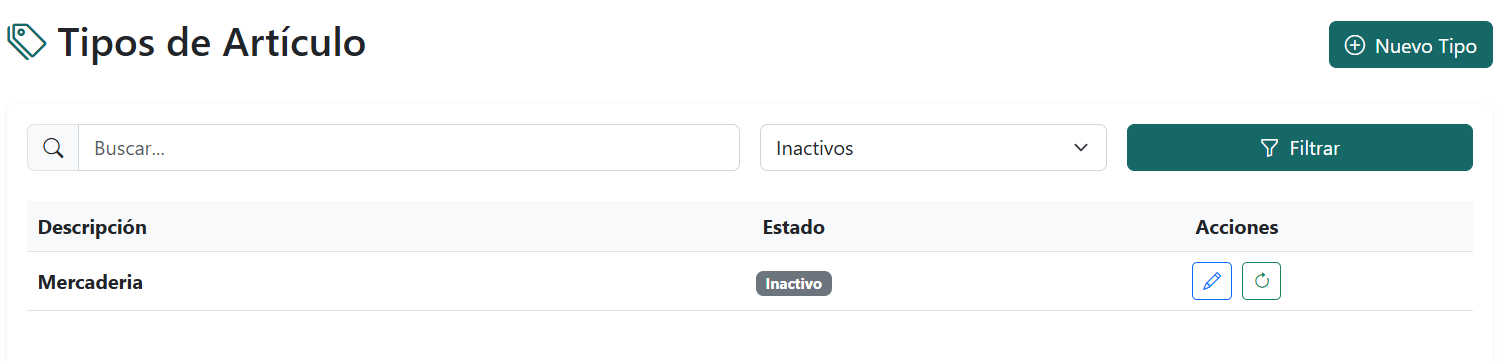 Tipos de Artículo
Nuevo Tipo
Buscar...
Inactivos
Filtrar
Descripción Estado Acciones
Mercaderia Inactivo